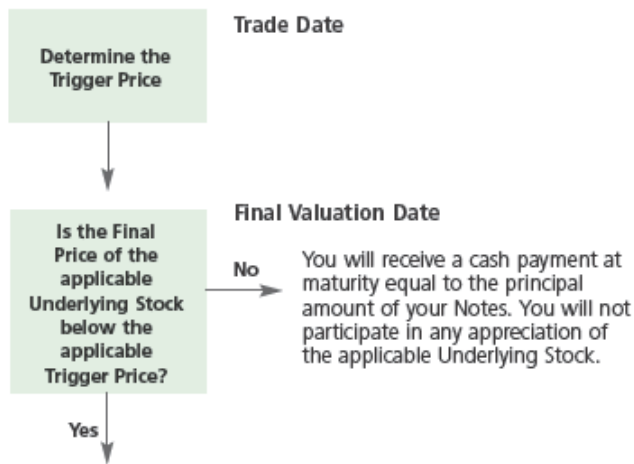 Trade Date
Determine the
Trigger Price
Final Valuation Date
Is the Final
Price of the
applicable
Underlying Stock
below the
applicable
Trigger Price?
No
You will receive a cash payment at
maturity equal to the principal
amount of your Notes. You will not
participate in any appreciation of
the applicable Underlying Stock.
Yes